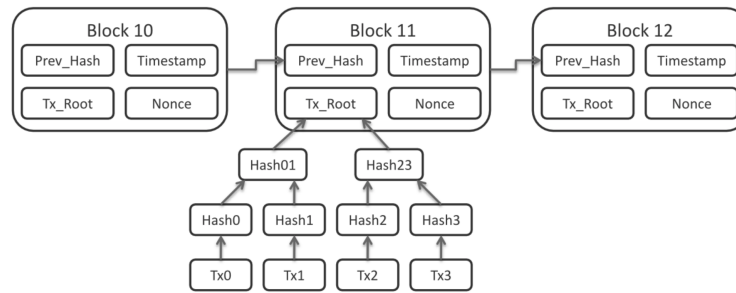 Block 10 Block 11 Block 12
Prev_Hash Timestamp Prev_Hash Timestamp Prev_Hash Timestamp
Tx_Root Nonce Tx_Root Nonce Tx_Root Nonce
Hash01 Hash23
Hash0 Hash1 Hash2 Hash3
Tx0 Tx1 Tx2 Tx3